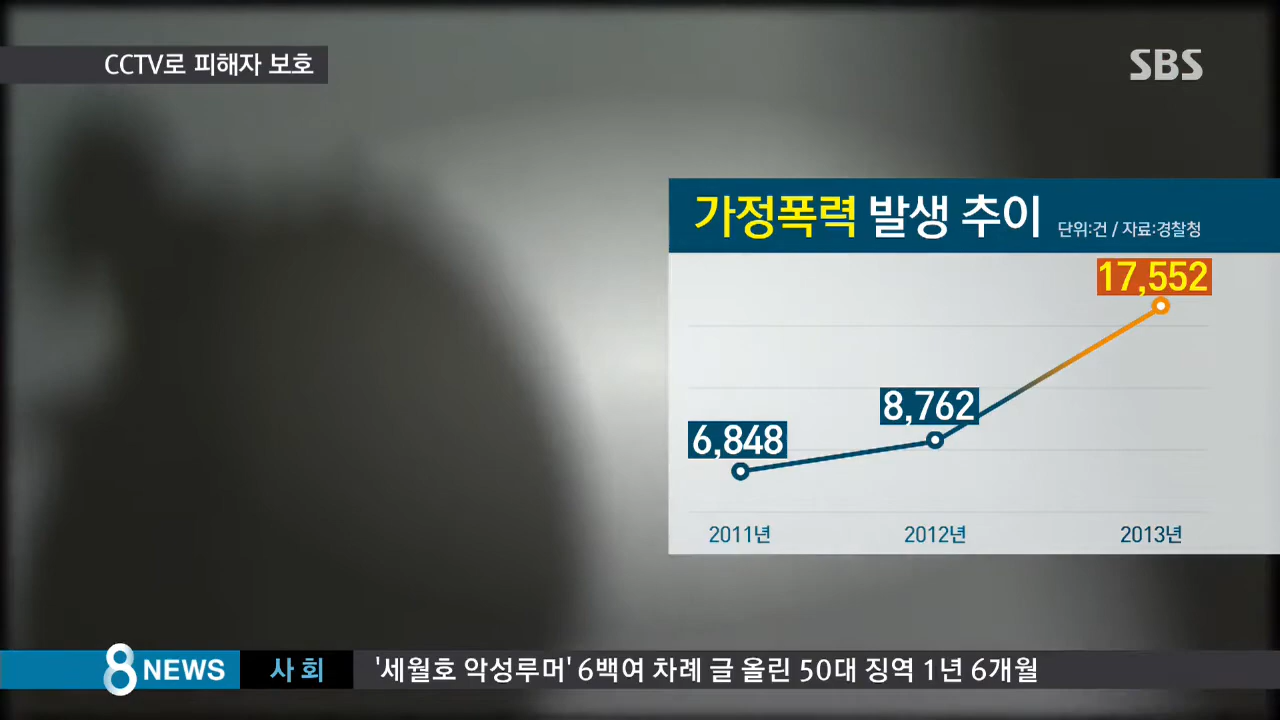 CCTV로 피해자 보호
SBS
가정폭력 발생 추이 단위:건 / 자료:경찰청
17,552
8,762
6,848
2011년 2012년 2013년
8 NEWS 사회 '세월호 악성루머' 6백여 차례 글 올린 50대 징역 1년 6개월